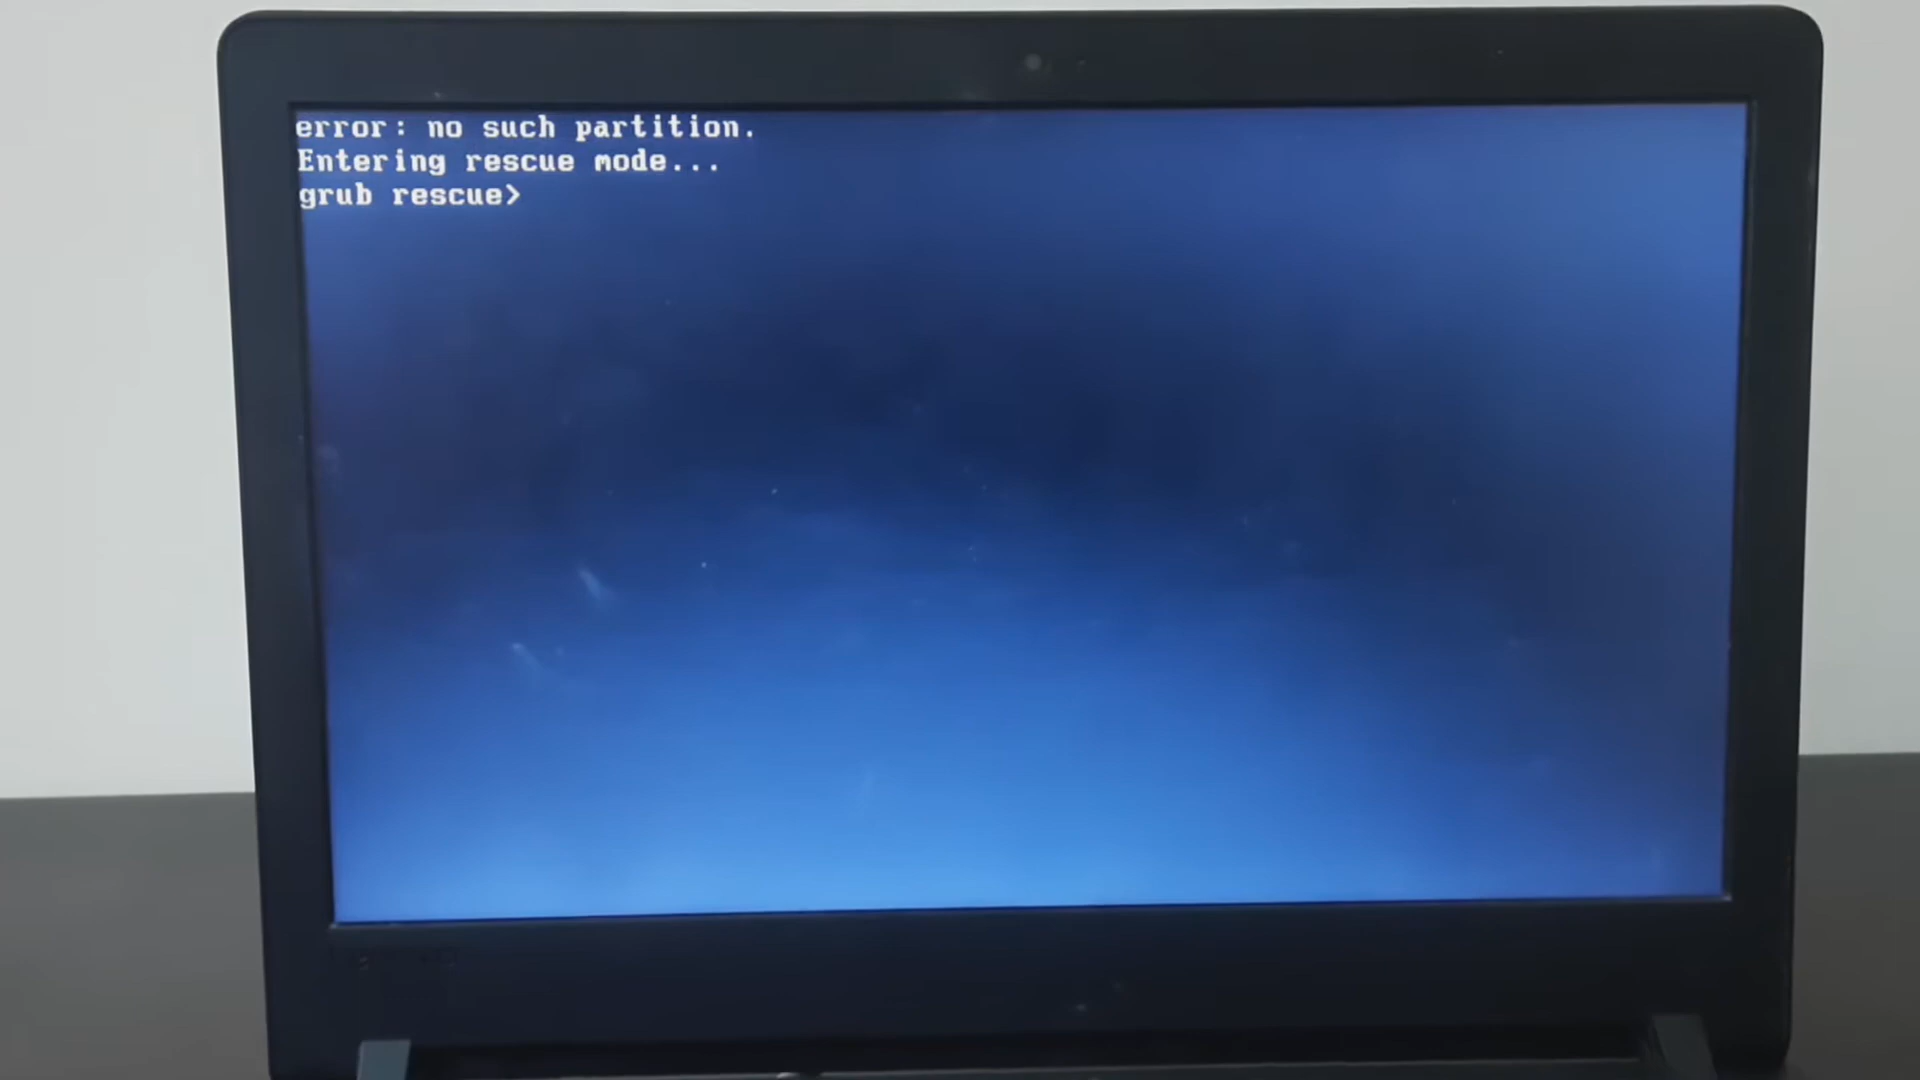 error: no such partition.
Entering rescue mode...
grub rescue>